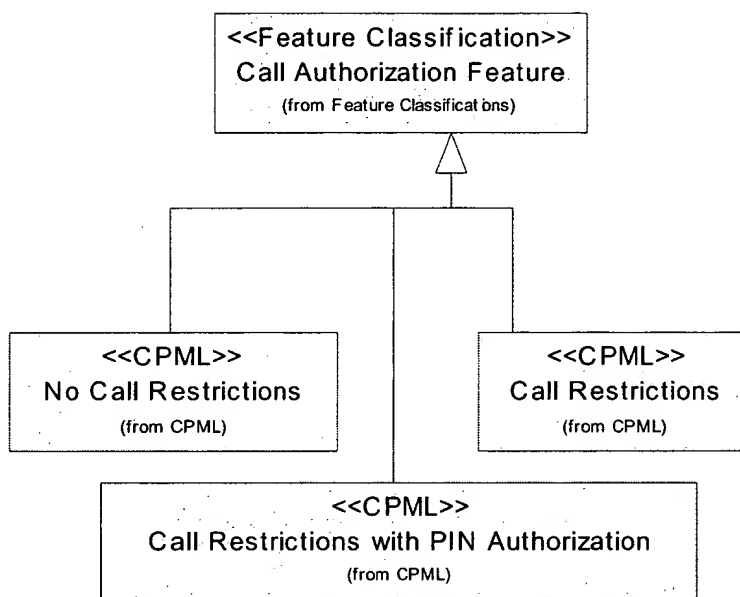 <<Feature Classification>>
Call Authorization Feature
(from Feature Classifications)
<<CPML>>
No Call Restrictions
(from CPML)
<<CPML>>
Call Restrictions
(from CPML)
<<CPML>>
Call Restrictions with PIN Authorization
(from CPML)